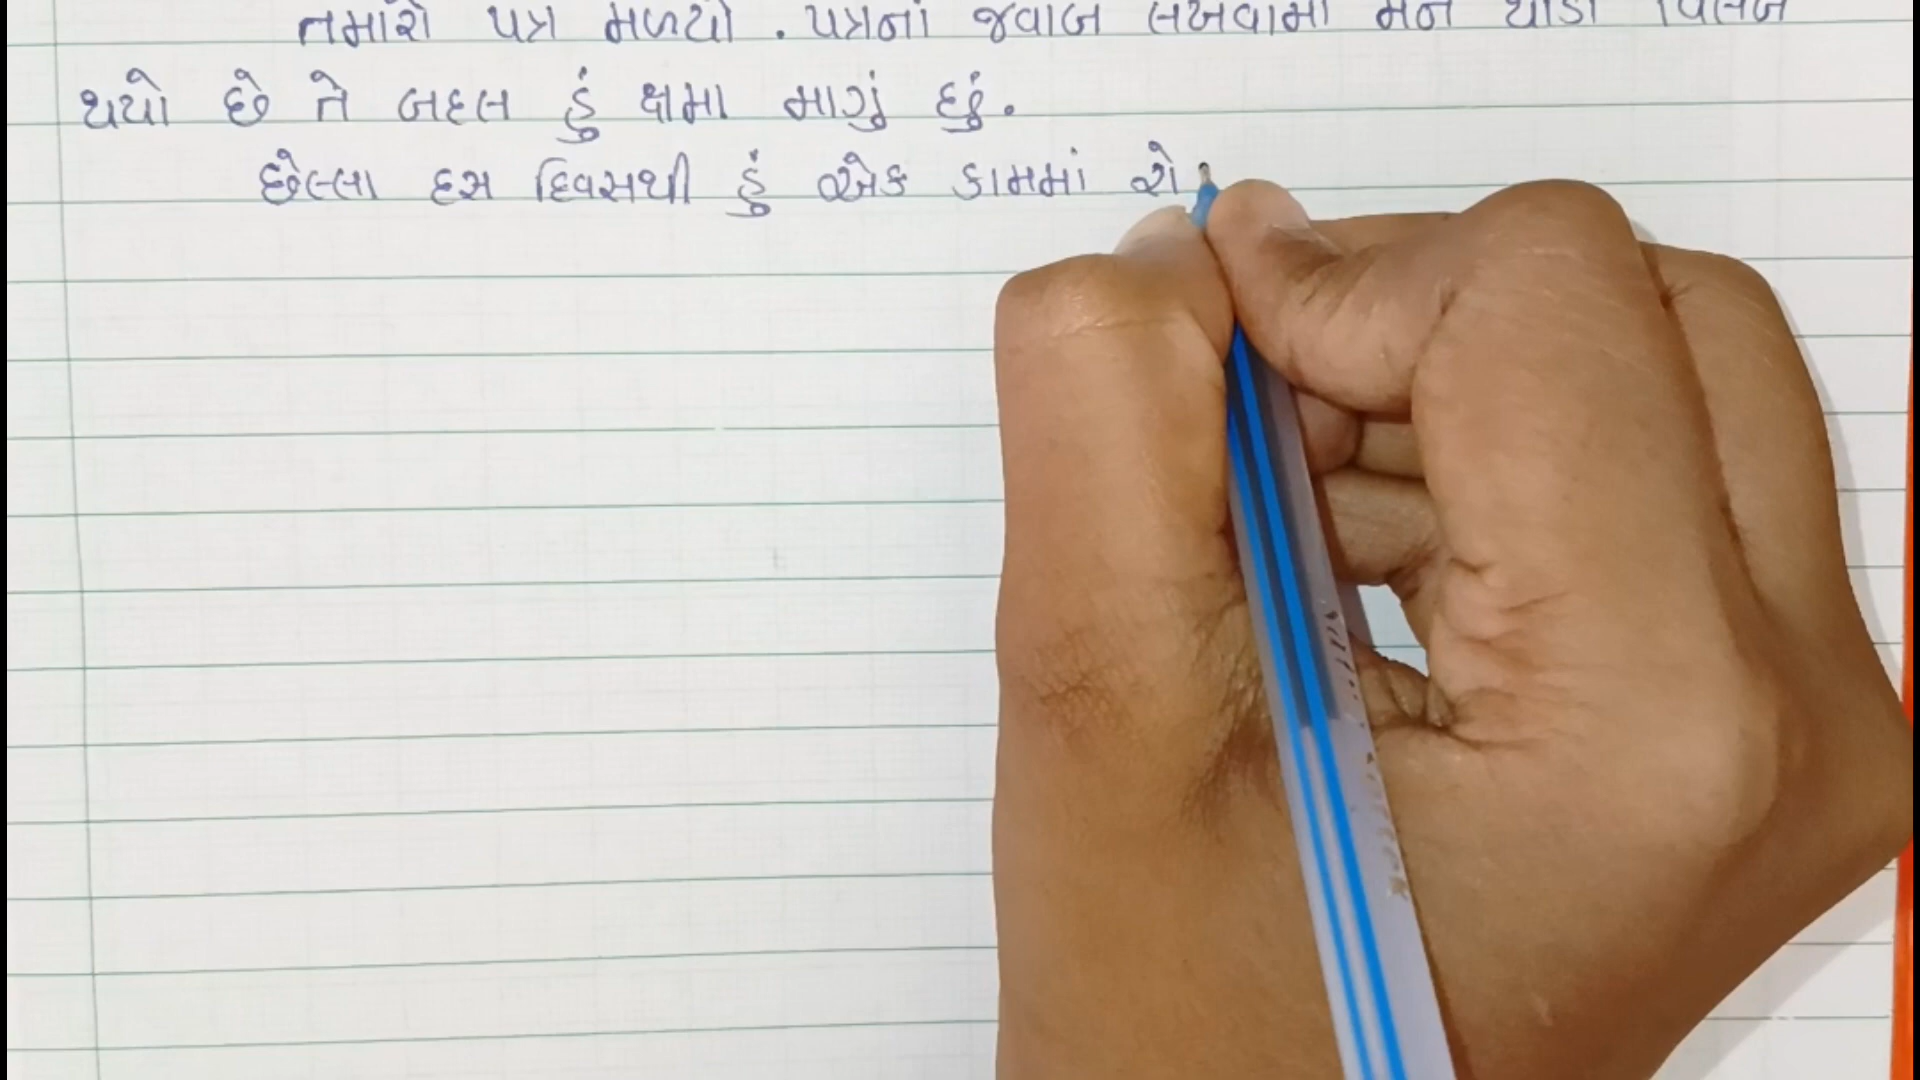 તમારો પત્ર મળ્યો. પત્રનો જવાબ લખવામાં મને થોડો વિલંબ
થયો છે તે બદલ હું ક્ષમા માગું છું.
છેલ્લા દસ દિવસથી હું એક કામમાં રો